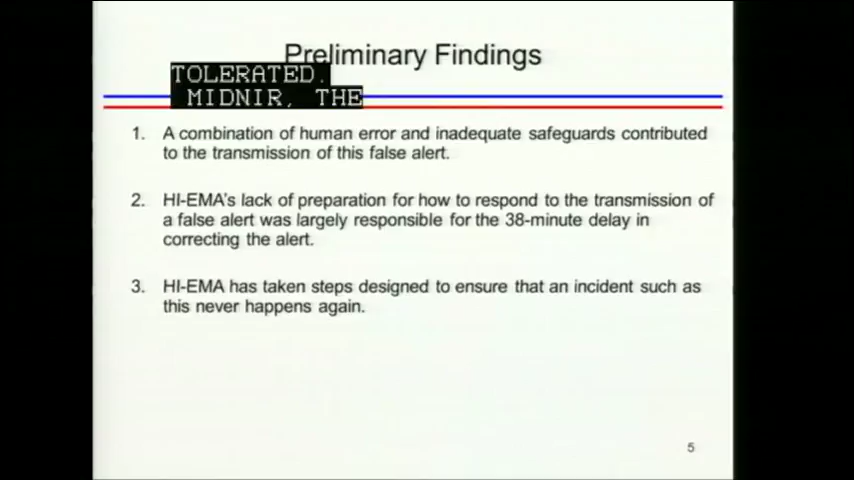 Preliminary Findings
TOLERATED.
MIDNIR, THE
1. A combination of human error and inadequate safeguards contributed
to the transmission of this false alert.
2. HI-EMA's lack of preparation for how to respond to the transmission of
a false alert was largely responsible for the 38-minute delay in
correcting the alert.
3. HI-EMA has taken steps designed to ensure that an incident such as
this never happens again.
5